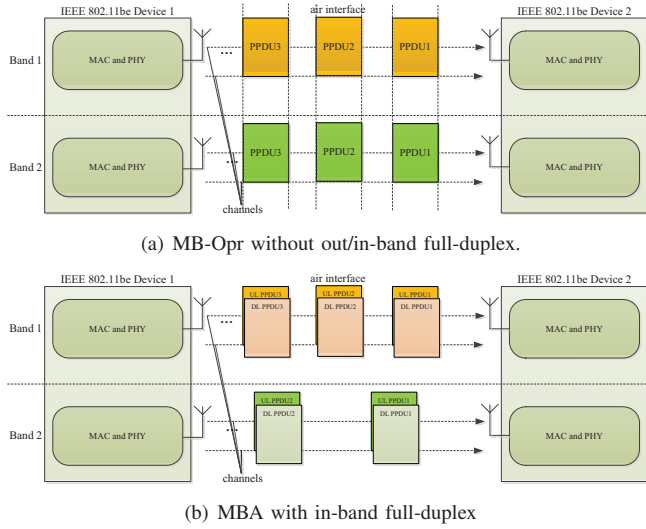 IEEE 802.11be Device 1
air interface
IEEE 802.11be Device 2
Band 1
MAC and PHY
...
PPDU3
PPDU2
PPDU1
MAC and PHY
Band 2
MAC and PHY
...
PPDU3
PPDU2
PPDU1
MAC and PHY
channels
(a) MB-Opr without out/in-band full-duplex.
IEEE 802.11be Device 1
air interface
IEEE 802.11be Device 2
Band 1
MAC and PHY
...
UL PPDU3
DL PPDU3
UL PPDU2
DL PPDU2
UL PPDU1
DL PPDU1
MAC and PHY
Band 2
MAC and PHY
...
UL PPDU2
DL PPDU2
UL PPDU1
DL PPDU1
MAC and PHY
channels
(b) MBA with in-band full-duplex